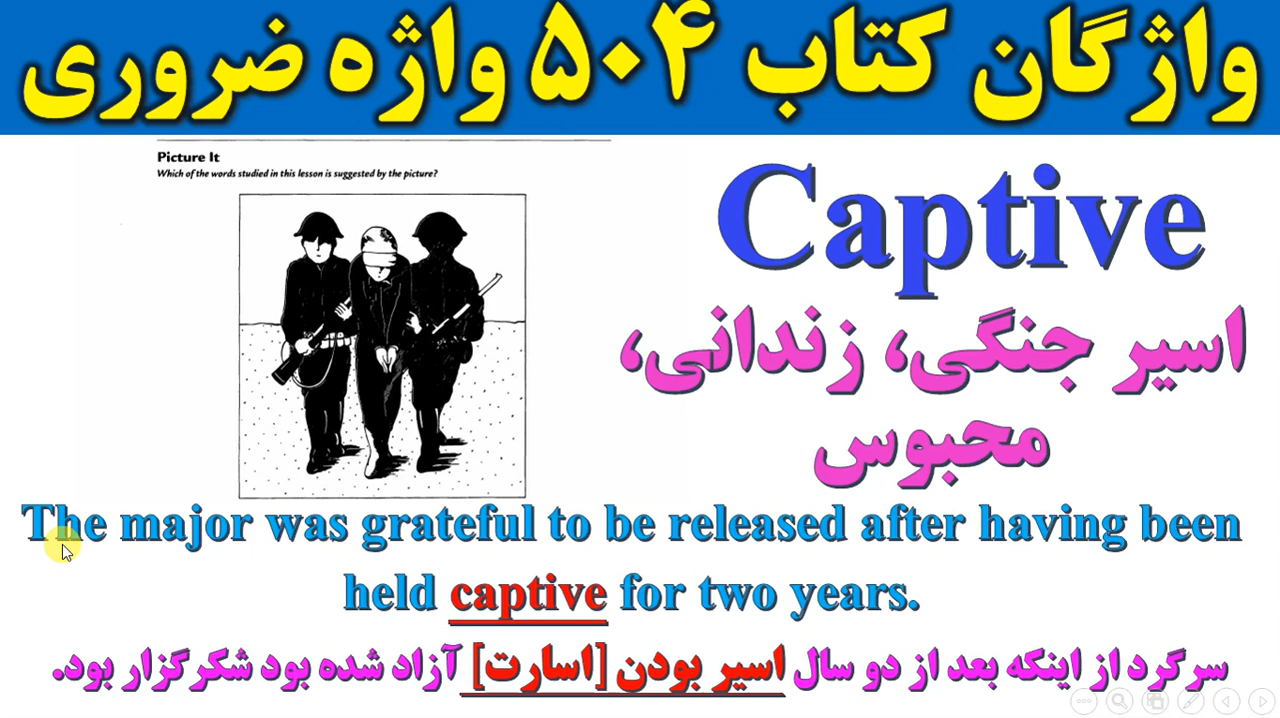 واژگان کتاب ۵۰۴ واژه ضروری
Picture It
Which of the words studied in this lesson is suggested by the picture?
Captive
اسیر جنگی، زندانی،
محبوس
The major was grateful to be released after having been
held captive for two years.
سرگرد از اینکه بعد از دو سال اسیر بودن [اسارت] آزاد شده بود شکرگزار بود.